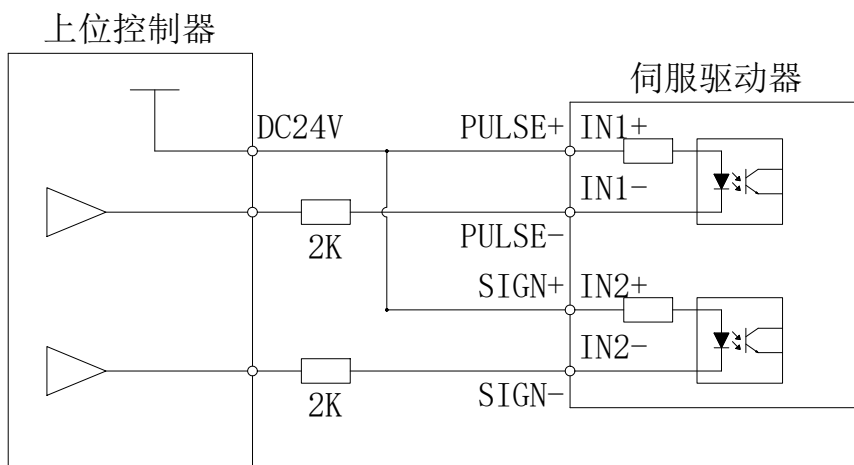 上位控制器
伺服驱动器
DC24V
PULSE+ IN1+
IN1-
2K
PULSE-
SIGN+ IN2+
IN2-
2K
SIGN-